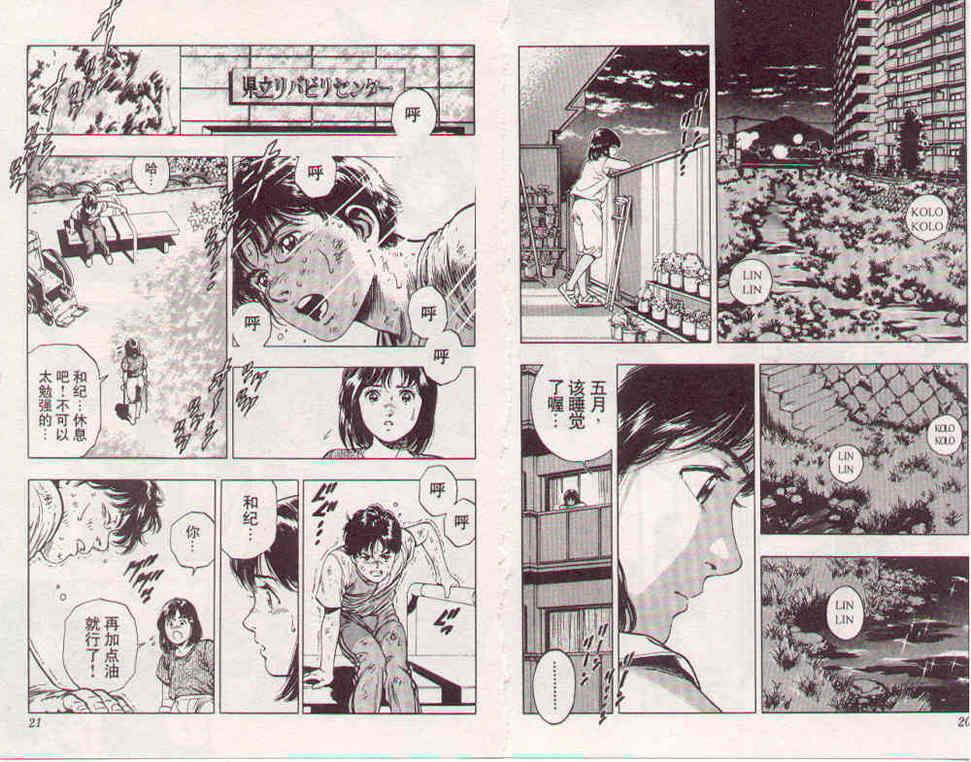 KOLO
KOLO
LIN
LIN
KOLO
KOLO
LIN
LIN
LIN
LIN
五月，
该睡觉
了喔…
…………
20
県立リハビリセンター
呼
呼
哈…
呼
呼
呼
和纪…休息
吧！不可以
太勉强的…
呼
呼
和纪…
你…
再加点油
就行了！
21